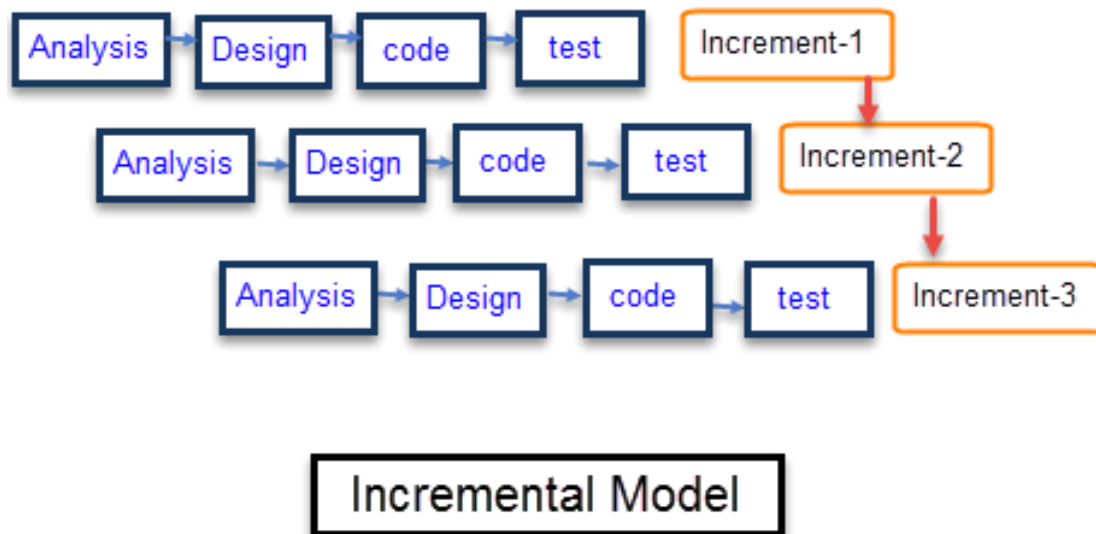 Analysis Design code test Increment-1
Analysis Design code test Increment-2
Analysis Design code test Increment-3
Incremental Model